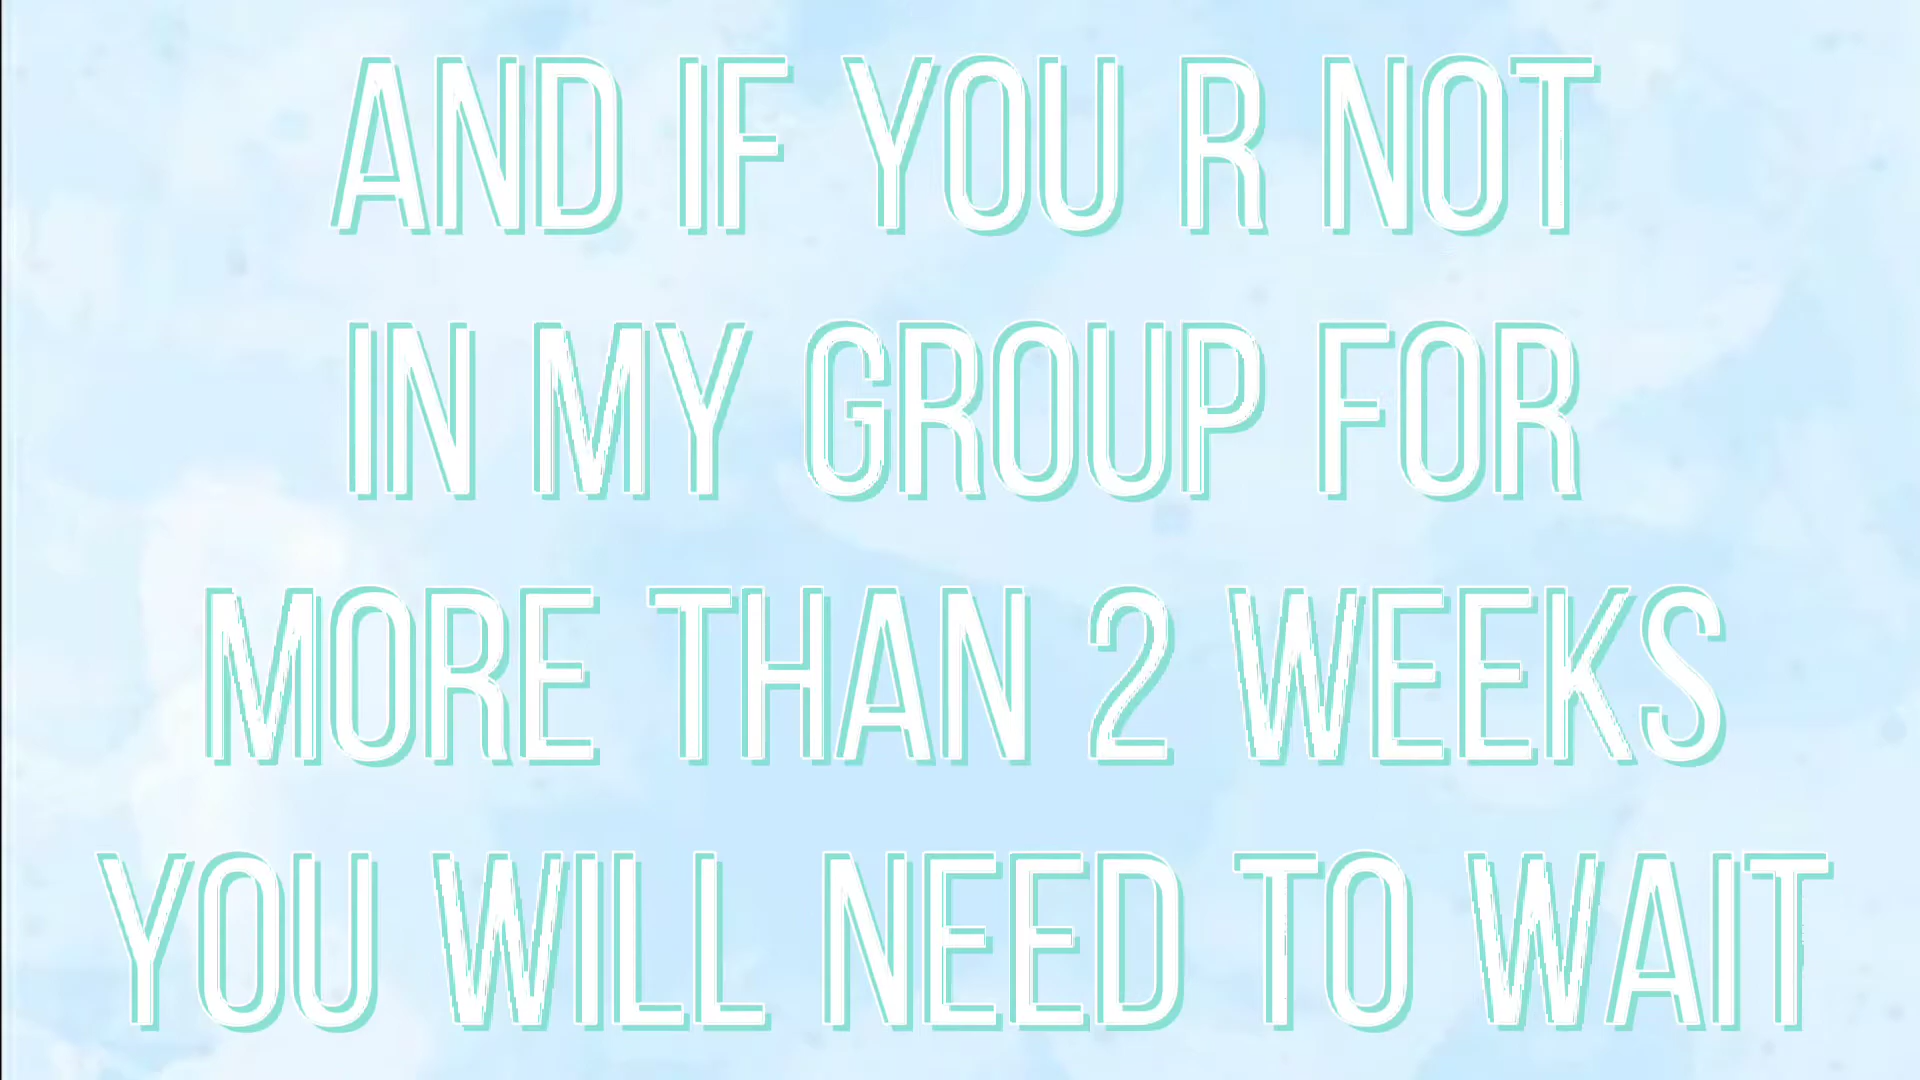 AND IF YOU R NOT
IN MY GROUP FOR
MORE THAN 2 WEEKS
YOU WILL NEED TO WAIT